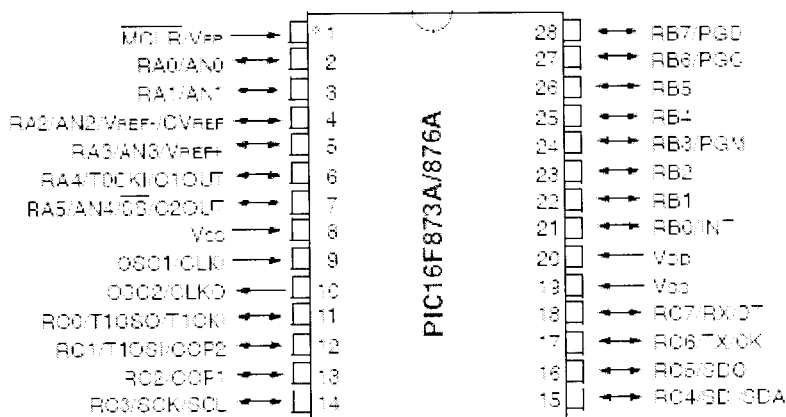 MCLR/VPP 1 28 RB7/PGD
RA0/AN0 2 27 RB6/PGC
RA1/AN1 3 26 RB5
RA2/AN2/VREF-/CVREF 4 25 RB4
RA3/AN3/VREF+ 5 24 RB3/PGM
RA4/T0CKI/C1OUT 6 23 RB2
RA5/AN4/SS/C2OUT 7 22 RB1
VSS 8 21 RB0/INT
OSC1/CLKI 9 20 VDD
OSC2/CLKO 10 19 VSS
RC0/T1OSO/T1CKI 11 18 RC7/RX/DT
RC1/T1OSI/CCP2 12 17 RC6/TX/CK
RC2/CCP1 13 16 RC5/SDO
RC3/SCK/SCL 14 15 RC4/SDI/SDA
PIC16F873A/876A